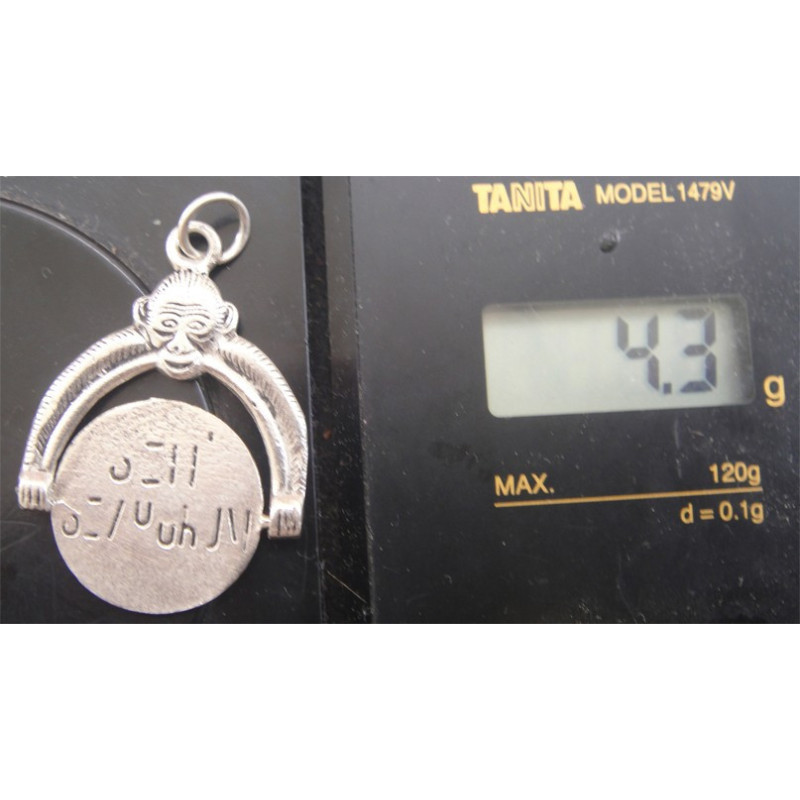 TANITA MODEL 1479V
4.3 g
MAX. 120g
d = 0.1g